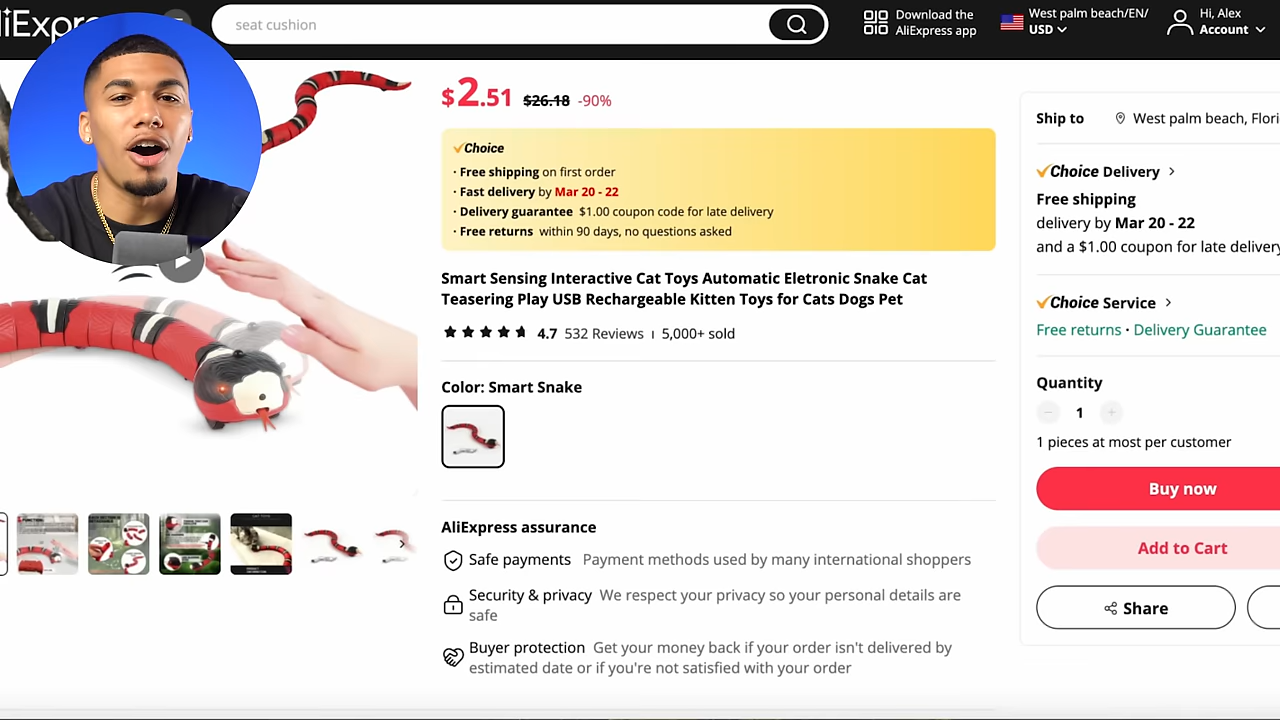 liExpr
seat cushion
Download the
AliExpress app
West palm beach/EN/
USD
Hi, Alex
Account
$2.51 $26.18 -90%
Choice
· Free shipping on first order
· Fast delivery by Mar 20 - 22
· Delivery guarantee $1.00 coupon code for late delivery
· Free returns within 90 days, no questions asked
Smart Sensing Interactive Cat Toys Automatic Eletronic Snake Cat
Teasering Play USB Rechargeable Kitten Toys for Cats Dogs Pet
4.7 532 Reviews 5,000+ sold
Color: Smart Snake
AliExpress assurance
Safe payments Payment methods used by many international shoppers
Security & privacy We respect your privacy so your personal details are
safe
Buyer protection Get your money back if your order isn't delivered by
estimated date or if you're not satisfied with your order
Ship to West palm beach, Flori
Choice Delivery >
Free shipping
delivery by Mar 20 - 22
and a $1.00 coupon for late delivery
Choice Service >
Free returns · Delivery Guarantee
Quantity
− 1 +
1 pieces at most per customer
Buy now
Add to Cart
Share